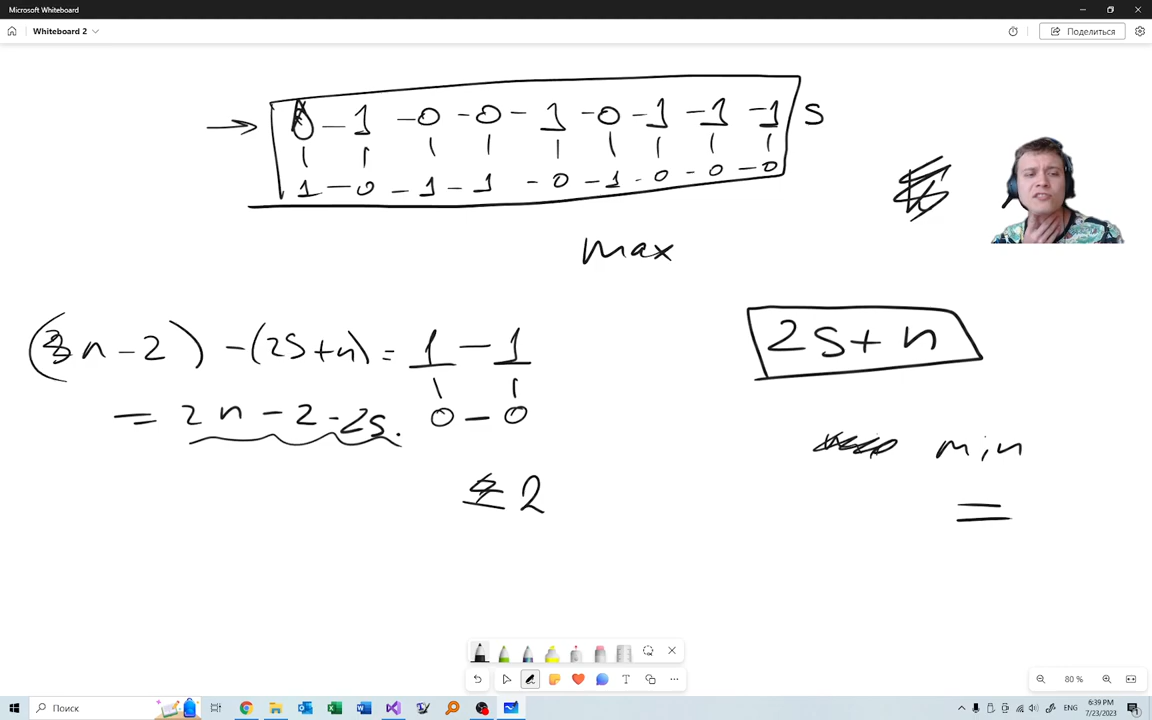 Microsoft Whiteboard
Whiteboard 2
Поделиться
→ 0 – 1 – 0 – 0 – 1 – 0 – 1 – 1 – 1 S
1 – 0 – 1 – 1 – 0 – 1 - 0 - 0 – 0
max
(3n – 2) – (2S+n) = 1 – 1
2S + n
= 2n – 2 – 2S. 0 – 0
min
2
=
80 %
Поиск
ENG
6:39 PM
7/23/2023